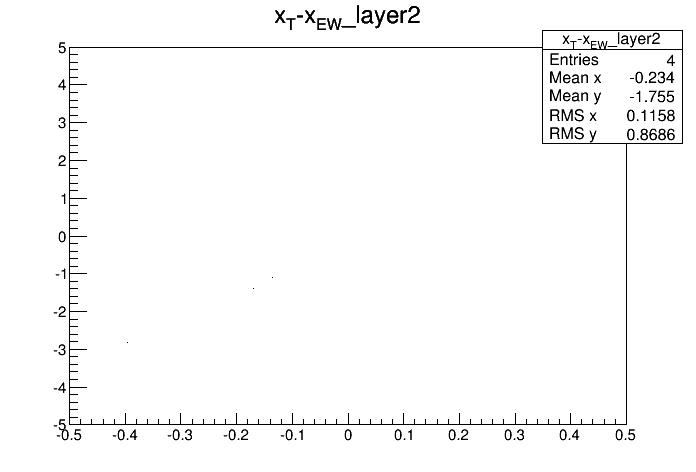 x_T-x_EW_layer2
x_T-x_EW_layer2
Entries 4
Mean x -0.234
Mean y -1.755
RMS x 0.1158
RMS y 0.8686
5
4
3
2
1
0
-1
-2
-3
-4
-5
-0.5 -0.4 -0.3 -0.2 -0.1 0 0.1 0.2 0.3 0.4 0.5